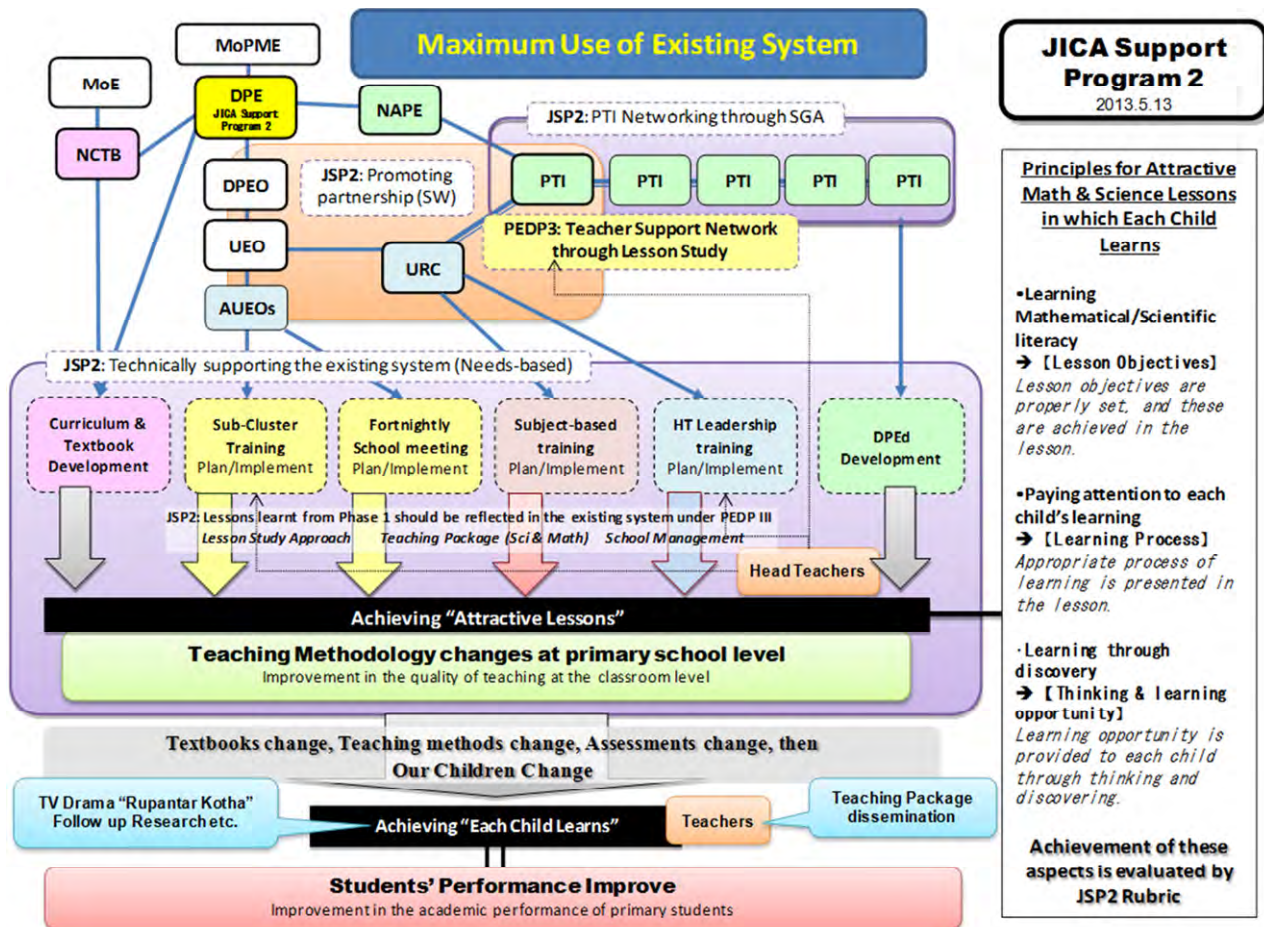 Maximum Use of Existing System
JICA Support
Program 2
2013.5.13
MoPME
MoE
DPE
JICA Support
Program 2
NAPE
NCTB
JSP2: PTI Networking through SGA
DPEO
JSP2: Promoting
partnership (SW)
PTI
PTI
PTI
PTI
PTI
UEO
URC
PEDP3: Teacher Support Network
through Lesson Study
AUEOs
JSP2: Technically supporting the existing system (Needs-based)
Curriculum &
Textbook
Development
Sub-Cluster
Training
Plan/Implement
Fortnightly
School meeting
Plan/Implement
Subject-based
training
Plan/Implement
HT Leadership
training
Plan/Implement
DPEd
Development
JSP2: Lessons learnt from Phase 1 should be reflected in the existing system under PEDP III
Lesson Study Approach Teaching Package (Sci & Math) School Management
Head Teachers
Achieving “Attractive Lessons”
Teaching Methodology changes at primary school level
Improvement in the quality of teaching at the classroom level
Textbooks change, Teaching methods change, Assessments change, then
Our Children Change
TV Drama “Rupantar Kotha”
Follow up Research etc.
Achieving “Each Child Learns”
Teachers
Teaching Package
dissemination
Students’ Performance Improve
Improvement in the academic performance of primary students
Principles for Attractive
Math & Science Lessons
in which Each Child
Learns
•Learning
Mathematical/Scientific
literacy
➔【Lesson Objectives】
Lesson objectives are
properly set, and these
are achieved in the
lesson.
•Paying attention to each
child’s learning
➔【Learning Process】
Appropriate process of
learning is presented in
the lesson.
·Learning through
discovery
➔【Thinking & learning
opportunity】
Learning opportunity is
provided to each child
through thinking and
discovering.
Achievement of these
aspects is evaluated by
JSP2 Rubric